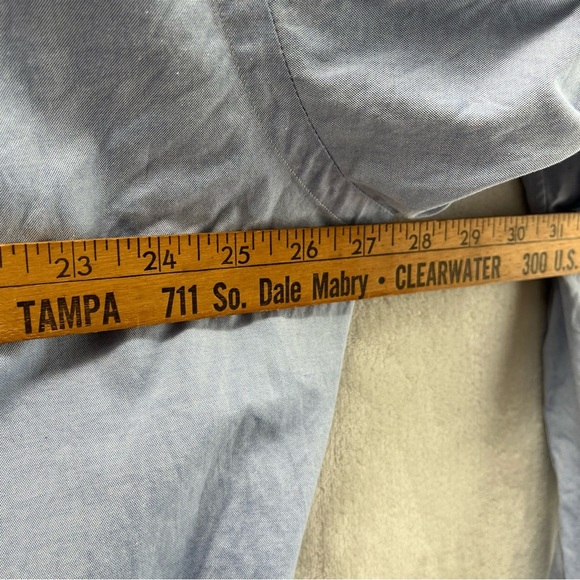 23 24 25 26 27 28 29 30 31
TAMPA 711 So. Dale Mabry • CLEARWATER 300 U.S.